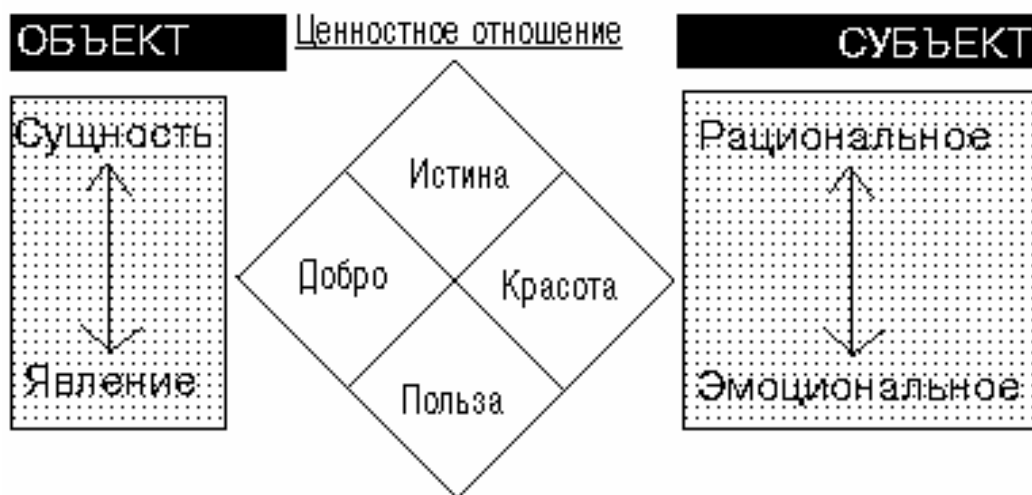 ОБЪЕКТ
Ценностное отношение
СУБЪЕКТ
Сущность
Рациональное
Истина
Добро
Красота
Явление
Польза
Эмоциональное